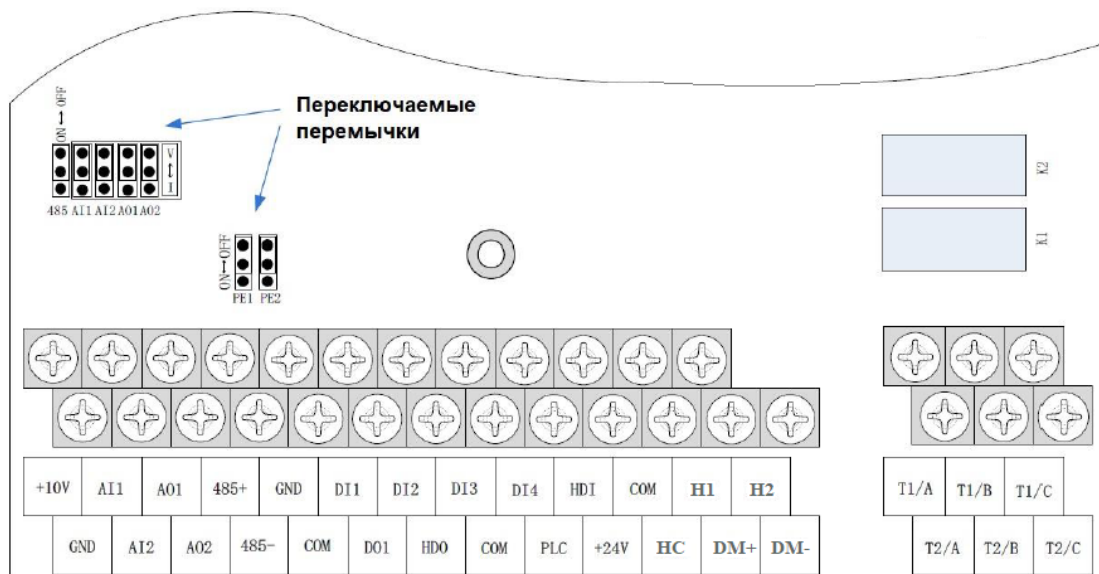 ON ↔ OFF
Переключаемые
перемычки
V
↕
I
485 AI1 AI2 AO1 AO2
K2
K1
ON ↔ OFF
PE1 PE2
+10V AI1 AO1 485+ GND DI1 DI2 DI3 DI4 HDI COM H1 H2
GND AI2 AO2 485- COM DO1 HDO COM PLC +24V HC DM+ DM-
T1/A T1/B T1/C
T2/A T2/B T2/C